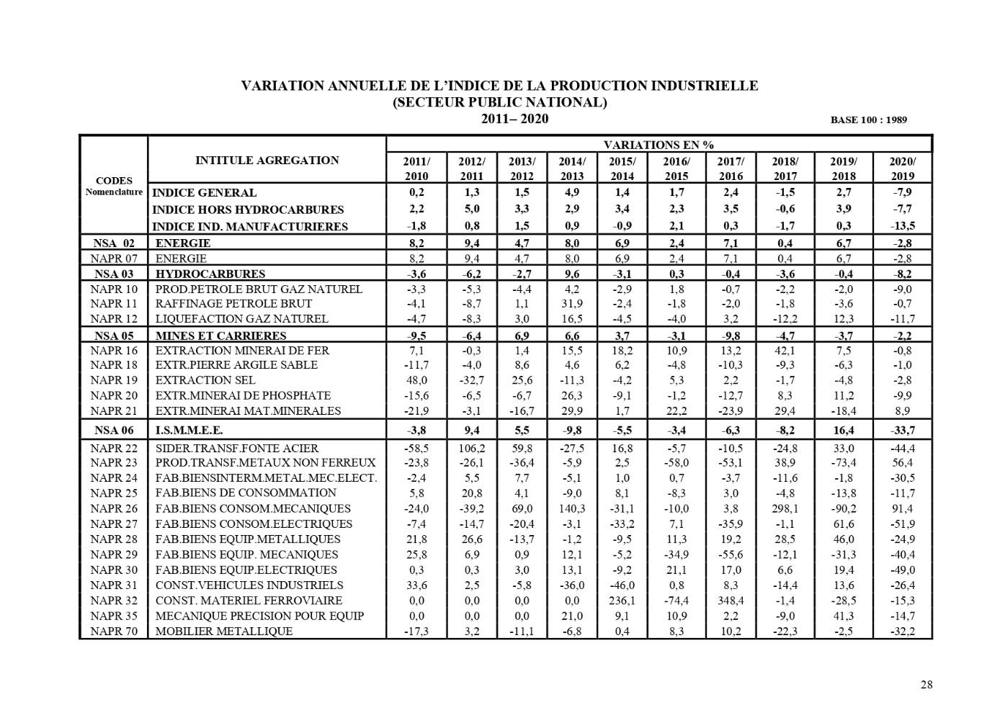 VARIATION ANNUELLE DE L’INDICE DE LA PRODUCTION INDUSTRIELLE
(SECTEUR PUBLIC NATIONAL)
2011– 2020 BASE 100 : 1989
VARIATIONS EN %
CODES Nomenclature INTITULE AGREGATION 2011/ 2010 2012/ 2011 2013/ 2012 2014/ 2013 2015/ 2014 2016/ 2015 2017/ 2016 2018/ 2017 2019/ 2018 2020/ 2019
INDICE GENERAL 0,2 1,3 1,5 4,9 1,4 1,7 2,4 -1,5 2,7 -7,9
INDICE HORS HYDROCARBURES 2,2 5,0 3,3 2,9 3,4 2,3 3,5 -0,6 3,9 -7,7
INDICE IND. MANUFACTURIERES -1,8 0,8 1,5 0,9 -0,9 2,1 0,3 -1,7 0,3 -13,5
NSA 02 ENERGIE 8,2 9,4 4,7 8,0 6,9 2,4 7,1 0,4 6,7 -2,8
NAPR 07 ENERGIE 8,2 9,4 4,7 8,0 6,9 2,4 7,1 0,4 6,7 -2,8
NSA 03 HYDROCARBURES -3,6 -6,2 -2,7 9,6 -3,1 0,3 -0,4 -3,6 -0,4 -8,2
NAPR 10 PROD.PETROLE BRUT GAZ NATUREL -3,3 -5,3 -4,4 4,2 -2,9 1,8 -0,7 -2,2 -2,0 -9,0
NAPR 11 RAFFINAGE PETROLE BRUT -4,1 -8,7 1,1 31,9 -2,4 -1,8 -2,0 -1,8 -3,6 -0,7
NAPR 12 LIQUEFACTION GAZ NATUREL -4,7 -8,3 3,0 16,5 -4,5 -4,0 3,2 -12,2 12,3 -11,7
NSA 05 MINES ET CARRIERES -9,5 -6,4 6,9 6,6 3,7 -3,1 -9,8 -4,7 -3,7 -2,2
NAPR 16 EXTRACTION MINERAI DE FER 7,1 -0,3 1,4 15,5 18,2 10,9 13,2 42,1 7,5 -0,8
NAPR 18 EXTR.PIERRE ARGILE SABLE -11,7 -4,0 8,6 4,6 6,2 -4,8 -10,3 -9,3 -6,3 -1,0
NAPR 19 EXTRACTION SEL 48,0 -32,7 25,6 -11,3 -4,2 5,3 2,2 -1,7 -4,8 -2,8
NAPR 20 EXTR.MINERAI DE PHOSPHATE -15,6 -6,5 -6,7 26,3 -9,1 -1,2 -12,7 8,3 11,2 -9,9
NAPR 21 EXTR.MINERAI MAT.MINERALES -21,9 -3,1 -16,7 29,9 1,7 22,2 -23,9 29,4 -18,4 8,9
NSA 06 I.S.M.M.E.E. -3,8 9,4 5,5 -9,8 -5,5 -3,4 -6,3 -8,2 16,4 -33,7
NAPR 22 SIDER.TRANSF.FONTE ACIER -58,5 106,2 59,8 -27,5 16,8 -5,7 -10,5 -24,8 33,0 -44,4
NAPR 23 PROD.TRANSF.METAUX NON FERREUX -23,8 -26,1 -36,4 -5,9 2,5 -58,0 -53,1 38,9 -73,4 56,4
NAPR 24 FAB.BIENSINTERM.METAL.MEC.ELECT. -2,4 5,5 7,7 -5,1 1,0 0,7 -3,7 -11,6 -1,8 -30,5
NAPR 25 FAB.BIENS DE CONSOMMATION 5,8 20,8 4,1 -9,0 8,1 -8,3 3,0 -4,8 -13,8 -11,7
NAPR 26 FAB.BIENS CONSOM.MECANIQUES -24,0 -39,2 69,0 140,3 -31,1 -10,0 3,8 298,1 -90,2 91,4
NAPR 27 FAB.BIENS CONSOM.ELECTRIQUES -7,4 -14,7 -20,4 -3,1 -33,2 7,1 -35,9 -1,1 61,6 -51,9
NAPR 28 FAB.BIENS EQUIP.METALLIQUES 21,8 26,6 -13,7 -1,2 -9,5 11,3 19,2 28,5 46,0 -24,9
NAPR 29 FAB.BIENS EQUIP. MECANIQUES 25,8 6,9 0,9 12,1 -5,2 -34,9 -55,6 -12,1 -31,3 -40,4
NAPR 30 FAB.BIENS EQUIP.ELECTRIQUES 0,3 0,3 3,0 13,1 -9,2 21,1 17,0 6,6 19,4 -49,0
NAPR 31 CONST.VEHICULES INDUSTRIELS 33,6 2,5 -5,8 -36,0 -46,0 0,8 8,3 -14,4 13,6 -26,4
NAPR 32 CONST. MATERIEL FERROVIAIRE 0,0 0,0 0,0 0,0 236,1 -74,4 348,4 -1,4 -28,5 -15,3
NAPR 35 MECANIQUE PRECISION POUR EQUIP 0,0 0,0 0,0 21,0 9,1 10,9 2,2 -9,0 41,3 -14,7
NAPR 70 MOBILIER METALLIQUE -17,3 3,2 -11,1 -6,8 0,4 8,3 10,2 -22,3 -2,5 -32,2
28